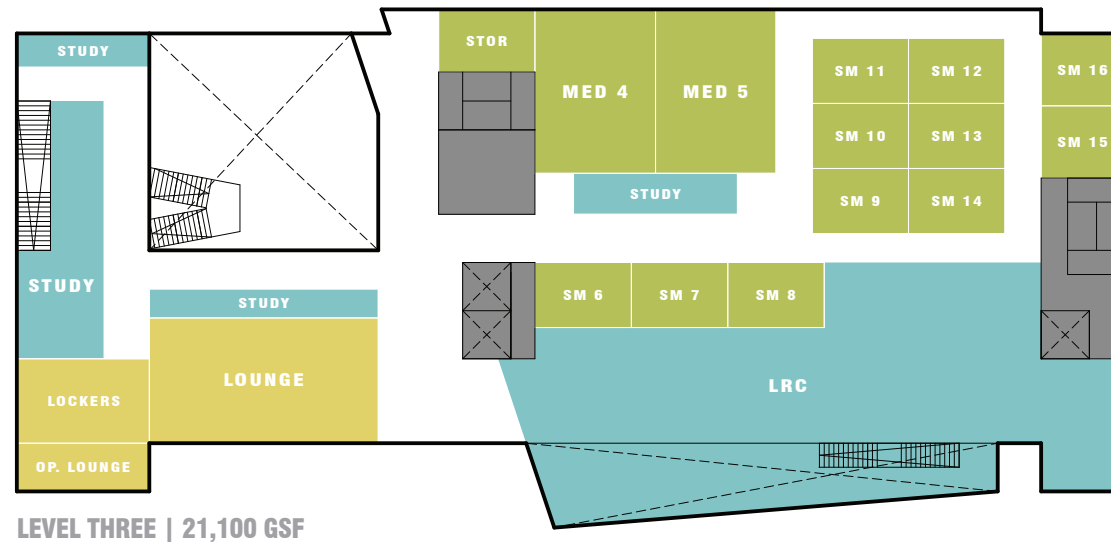 STUDY
STOR
MED 4
MED 5
SM 11
SM 12
SM 16
SM 10
SM 13
SM 15
SM 9
SM 14
STUDY
STUDY
SM 6
SM 7
SM 8
STUDY
LOUNGE
LRC
LOCKERS
OP. LOUNGE
LEVEL THREE | 21,100 GSF